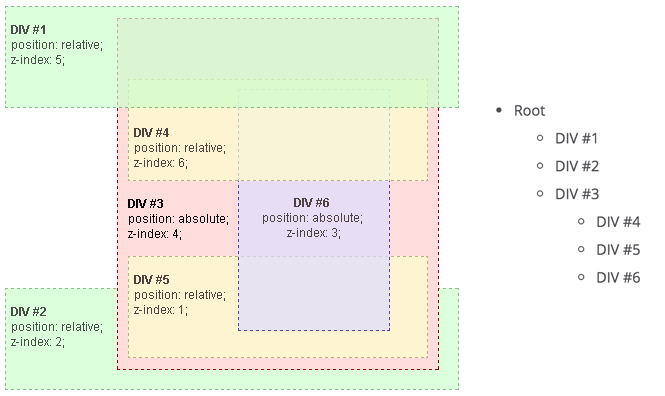 DIV #1
position: relative;
z-index: 5;
DIV #4
position: relative;
z-index: 6;
DIV #3
position: absolute;
z-index: 4;
DIV #6
position: absolute;
z-index: 3;
DIV #5
position: relative;
z-index: 1;
DIV #2
position: relative;
z-index: 2;
Root
DIV #1
DIV #2
DIV #3
DIV #4
DIV #5
DIV #6